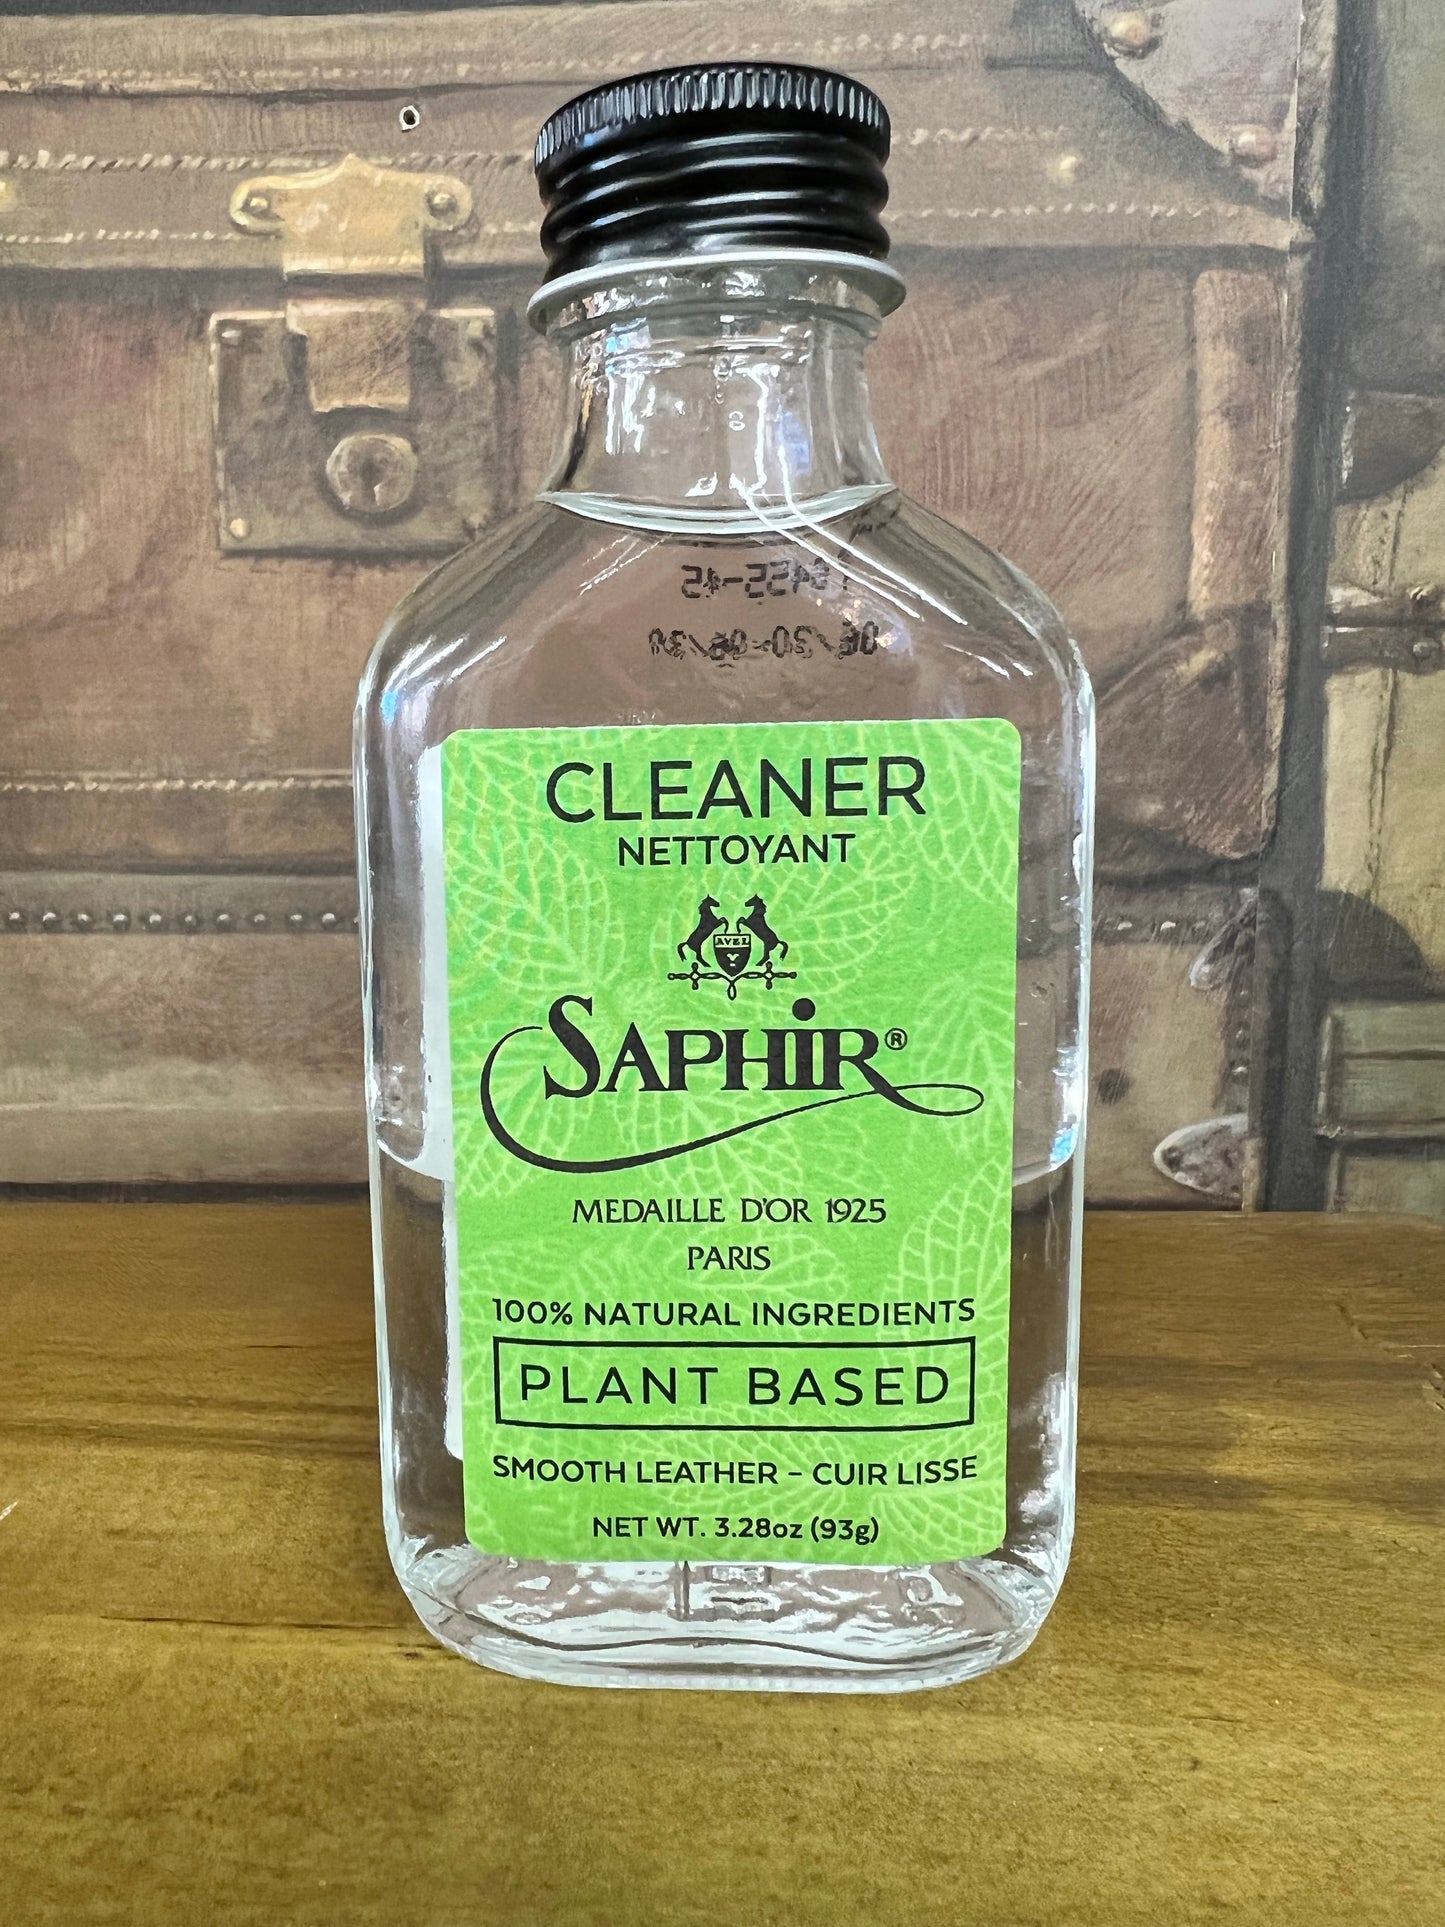 CLEANER
NETTOYANT
AVEL
SAPHIR®
MEDAILLE D'OR 1925
PARIS
100% NATURAL INGREDIENTS
PLANT BASED
SMOOTH LEATHER – CUIR LISSE
NET WT. 3.28oz (93g)